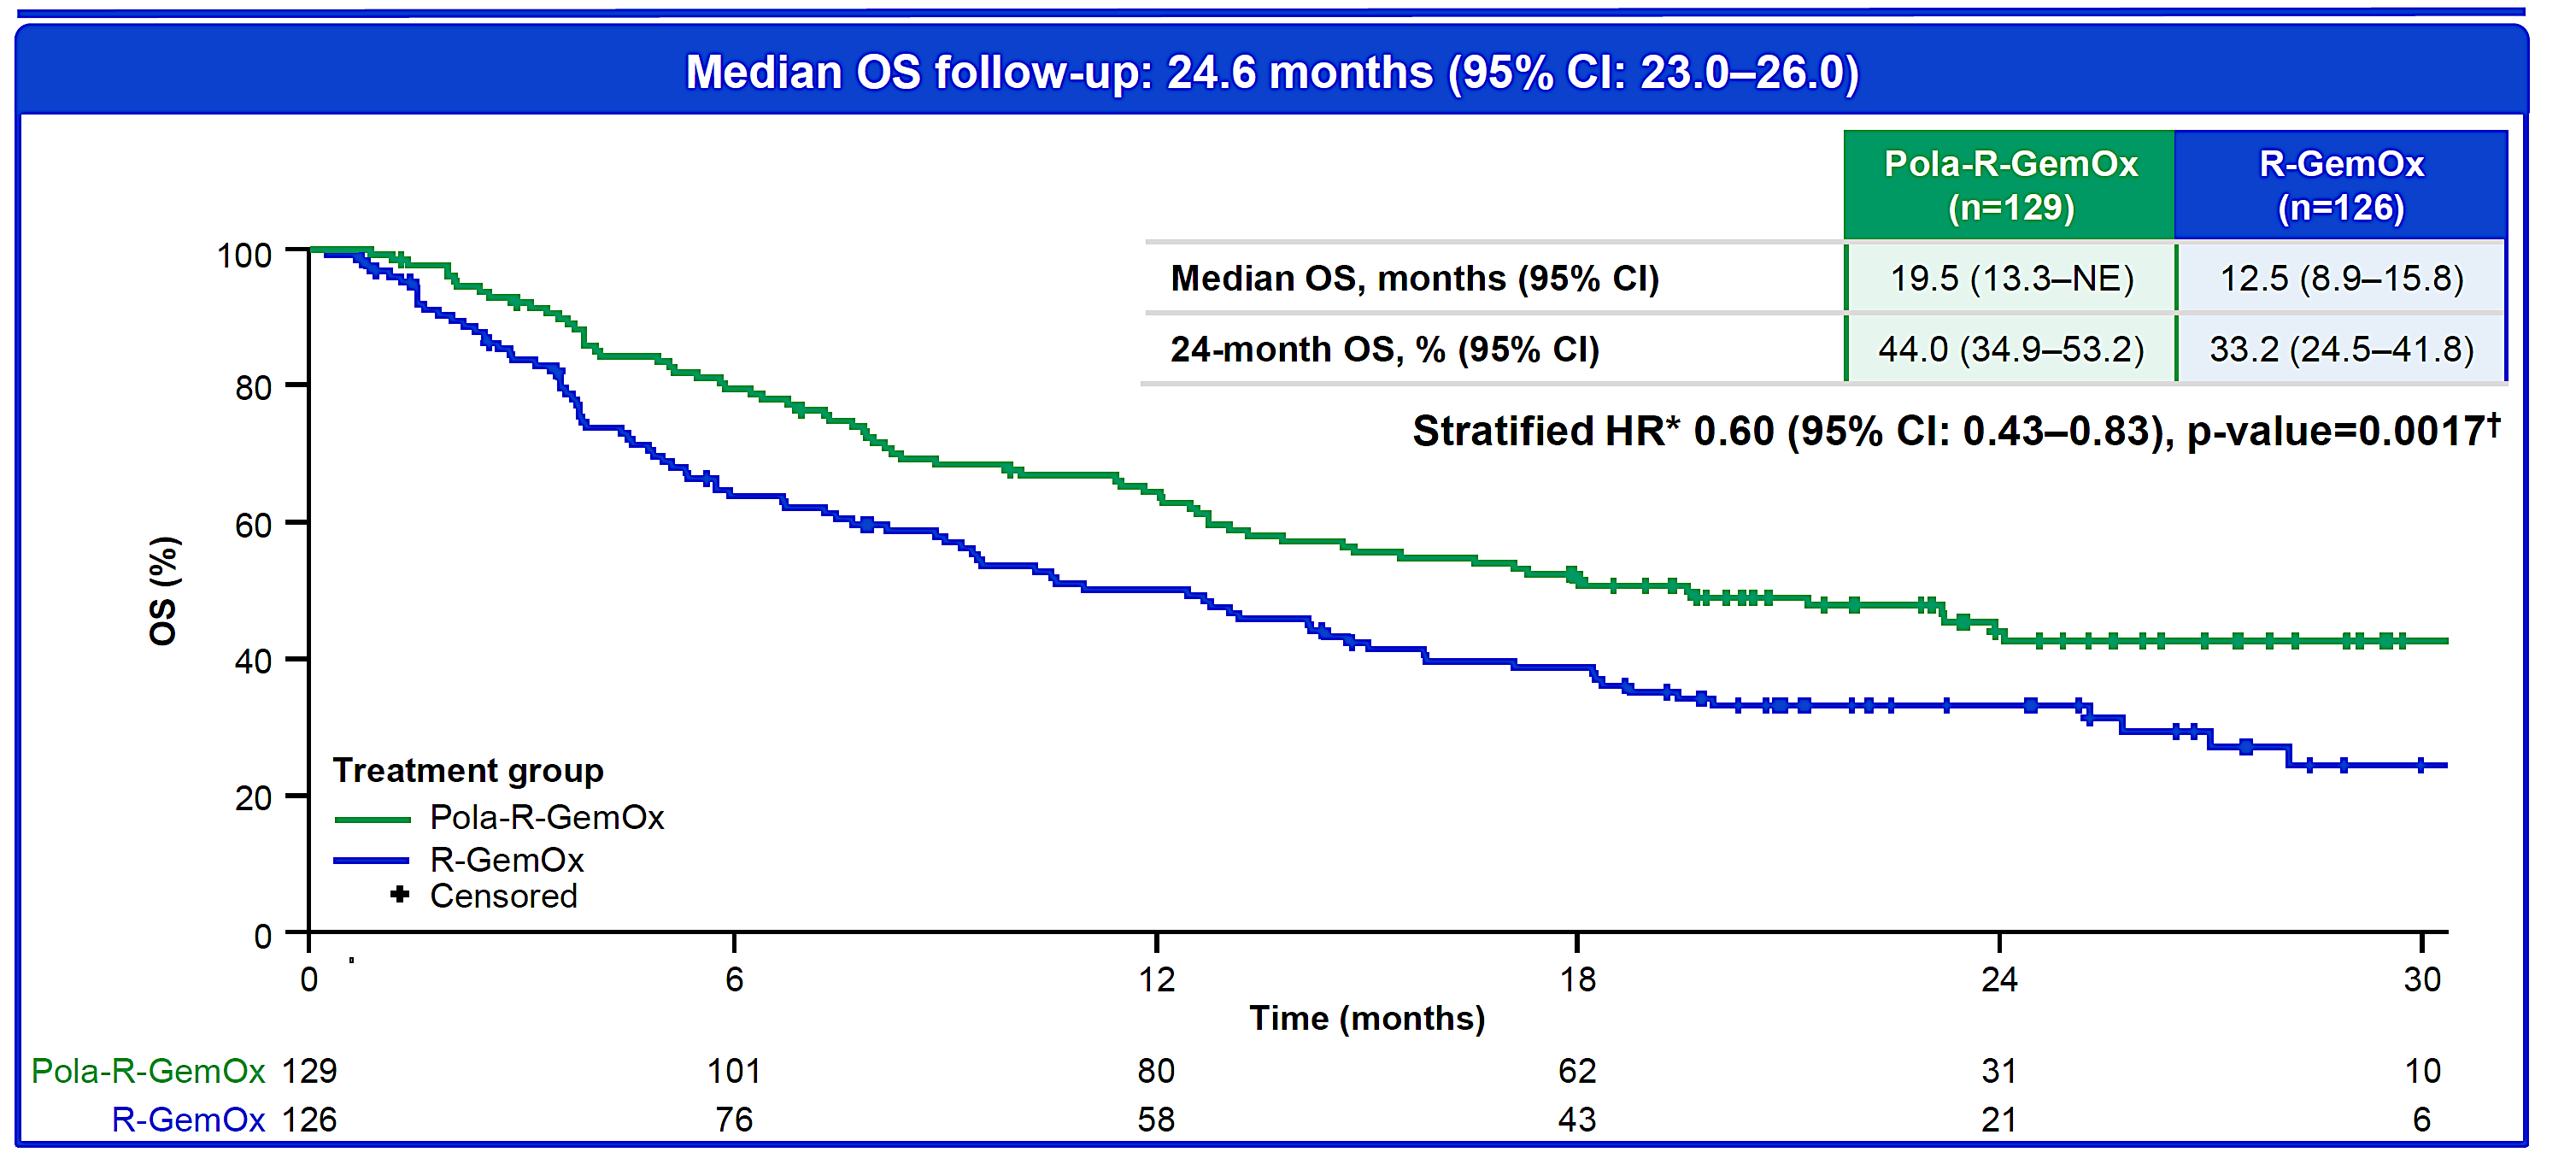 Median OS follow-up: 24.6 months (95% CI: 23.0–26.0)
Pola-R-GemOx (n=129)
R-GemOx (n=126)
Median OS, months (95% CI) 19.5 (13.3–NE) 12.5 (8.9–15.8)
24-month OS, % (95% CI) 44.0 (34.9–53.2) 33.2 (24.5–41.8)
Stratified HR* 0.60 (95% CI: 0.43–0.83), p-value=0.0017†
OS (%)
100
80
60
40
20
0
Treatment group
Pola-R-GemOx
R-GemOx
Censored
0 6 12 18 24 30
Time (months)
Pola-R-GemOx 129 101 80 62 31 10
R-GemOx 126 76 58 43 21 6